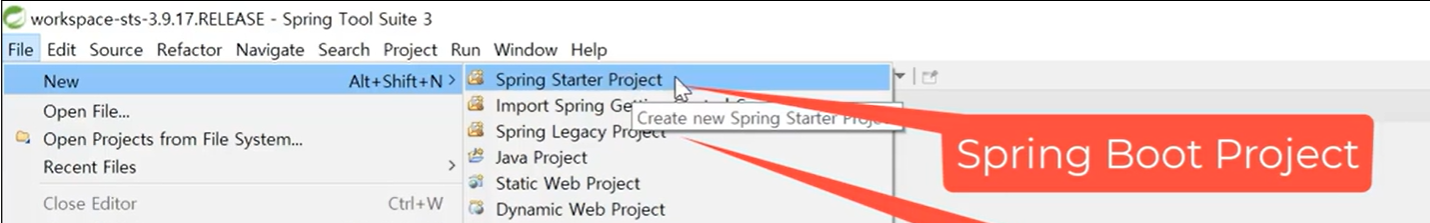 workspace-sts-3.9.17.RELEASE - Spring Tool Suite 3
File Edit Source Refactor Navigate Search Project Run Window Help
New Alt+Shift+N >
Open File...
Open Projects from File System...
Recent Files >
Close Editor Ctrl+W
Spring Starter Project
Import Spring
Create new Spring Starter
Spring Legacy Project
Java Project
Static Web Project
Dynamic Web Project
Spring Boot Project